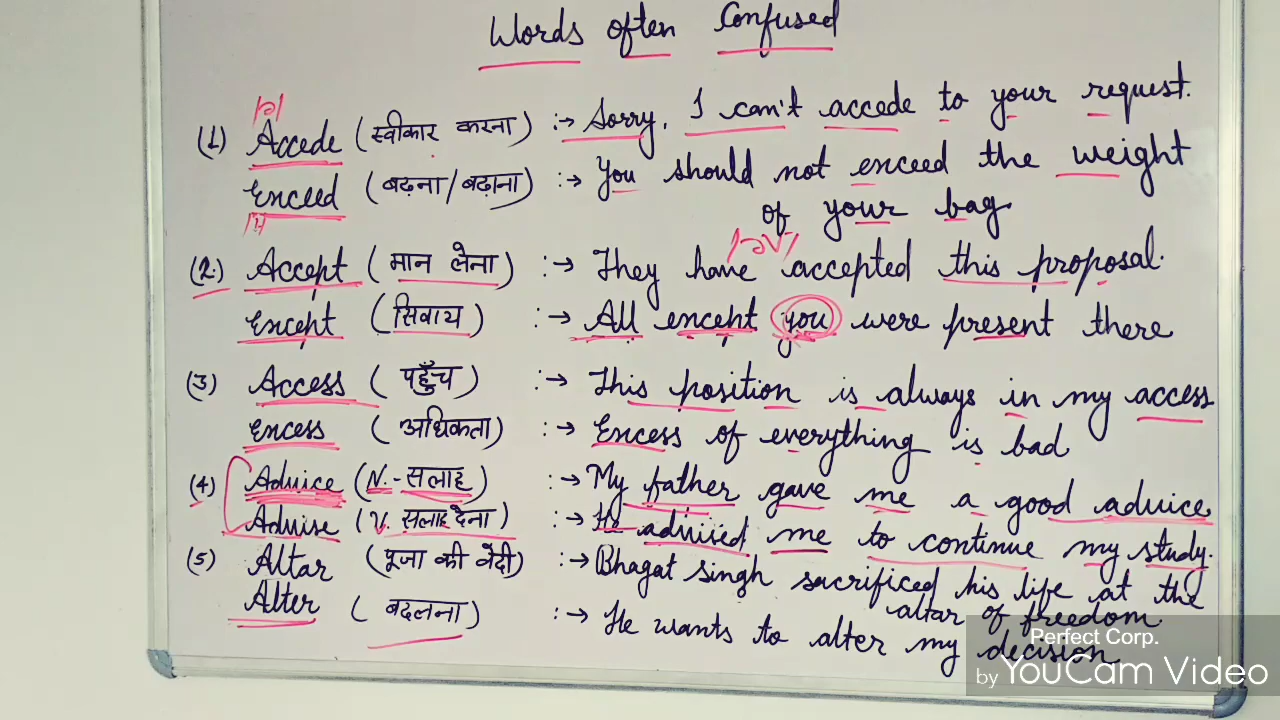 Words often Confused
/ə/
(1) Accede (स्वीकार करना) :→ Sorry, I can't accede to your request.
Exceed (बढ़ना/बढ़ाना) :→ You should not exceed the weight
of your bag.
(2.) Accept (मान लेना) :→ They have accepted this proposal.
Except (सिवाय) :→ All except you were present there
(3) Access (पहुँच) :→ This position is always in my access
Excess (अधिकता) :→ Excess of everything is bad
(4) Advice (N.-सलाह) :→ My father gave me a good advice.
Advise (V. सलाह देना) :→ He advised me to continue my study.
(5) Altar (पूजा की वेदी) :→ Bhagat singh sacrificed his life at the
altar of freedom
Alter (बदलना) :→ He wants to alter my decision
Perfect Corp.
by YouCam Video